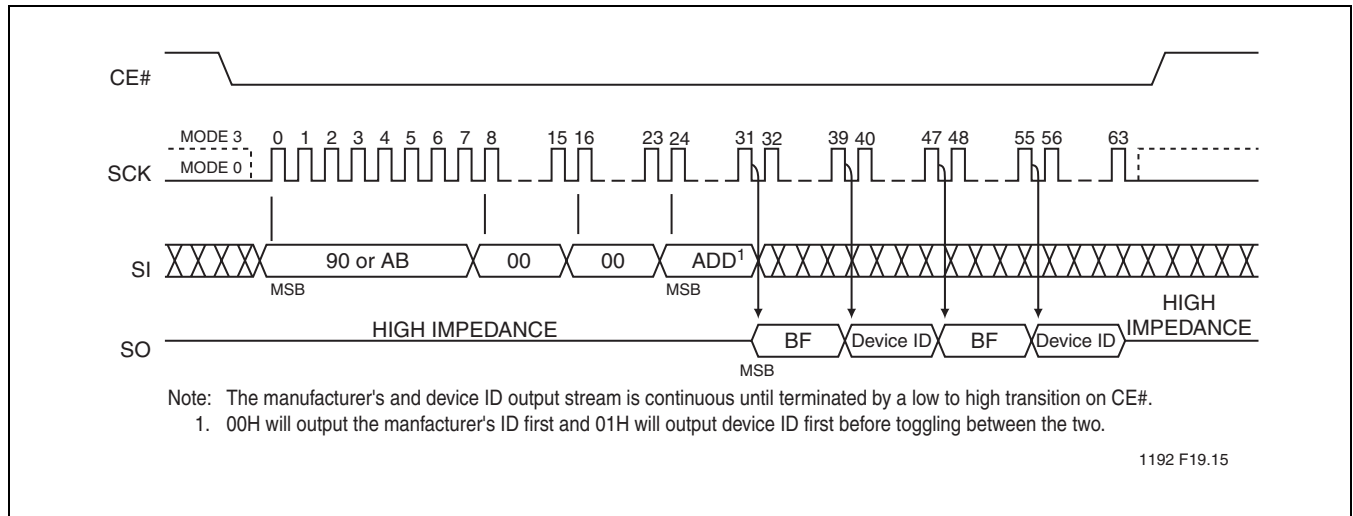 CE#
MODE 3 0 1 2 3 4 5 6 7 8 15 16 23 24 31 32 39 40 47 48 55 56 63
MODE 0
SCK
SI 90 or AB 00 00 ADD1
MSB MSB
HIGH IMPEDANCE
SO HIGH IMPEDANCE BF Device ID BF Device ID
MSB
Note: The manufacturer's and device ID output stream is continuous until terminated by a low to high transition on CE#.
1. 00H will output the manfacturer's ID first and 01H will output device ID first before toggling between the two.
1192 F19.15